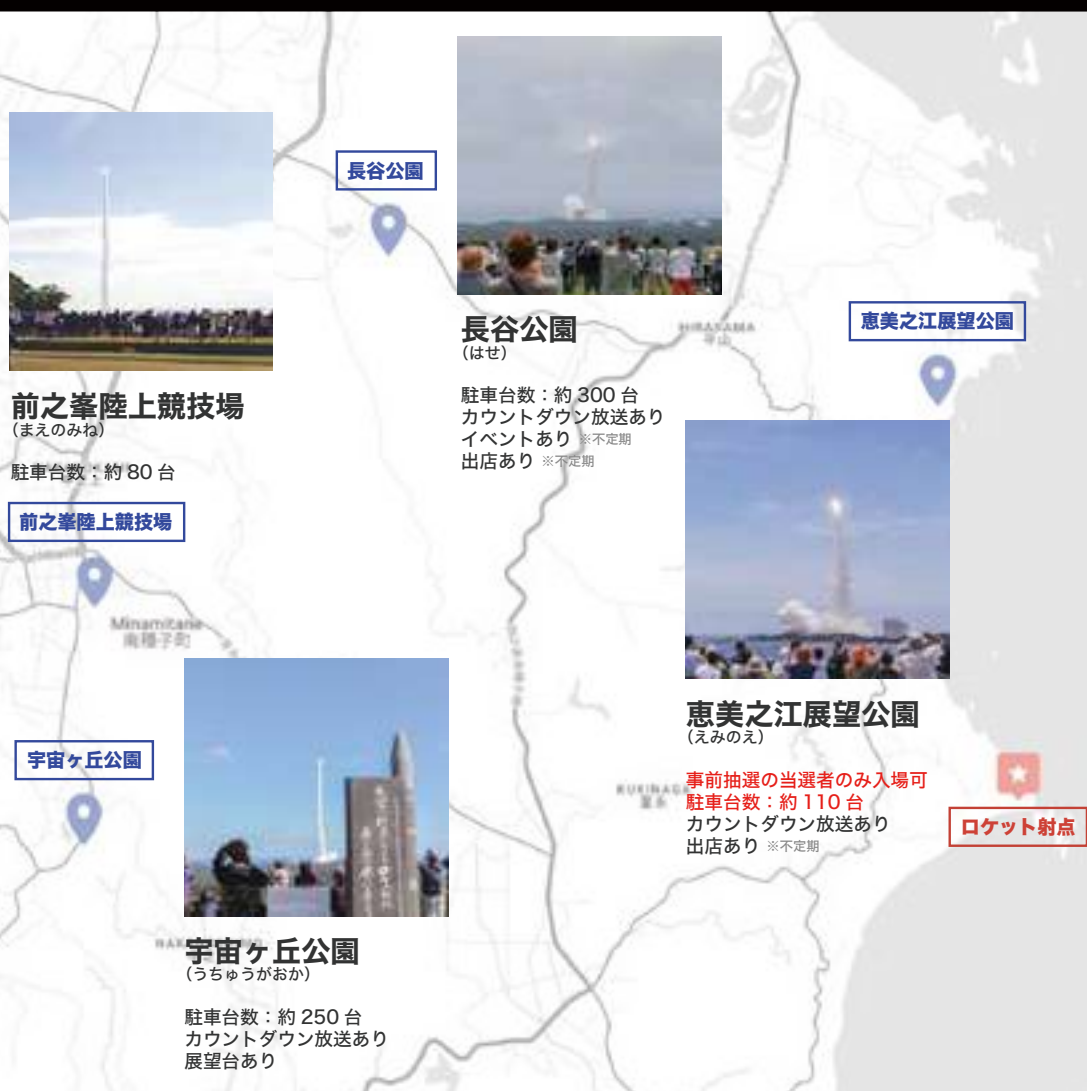 長谷公園
長谷公園
(はせ)
駐車台数：約 300 台
カウントダウン放送あり
イベントあり ※不定期
出店あり ※不定期
前之峯陸上競技場
(まえのみね)
駐車台数：約 80 台
前之峯陸上競技場
Minamitane
南種子町
HIRAYAMA
平山
恵美之江展望公園
恵美之江展望公園
(えみのえ)
事前抽選の当選者のみ入場可
駐車台数：約 110 台
カウントダウン放送あり
出店あり ※不定期
KUKINAGA
茎永
ロケット射点
宇宙ヶ丘公園
宇宙ヶ丘公園
(うちゅうがおか)
駐車台数：約 250 台
カウントダウン放送あり
展望台あり